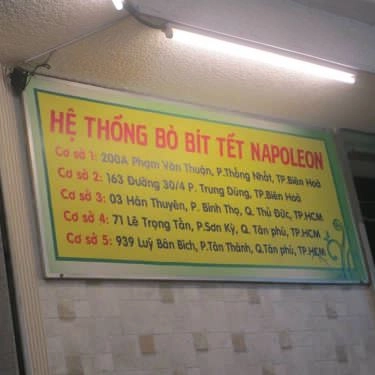 HỆ THỐNG BÒ BÍT TẾT NAPOLEON
Cơ sở 1: 200A Phạm Văn Thuận, P.Thống Nhất, TP.Biên Hoà
Cơ sở 2: 163 Đường 30/4 P. Trung Dũng, TP.Biên Hoà
Cơ sở 3: 03 Hàn Thuyên, P. Bình Thọ, Q. Thủ Đức, TP.HCM
Cơ sở 4: 71 Lê Trọng Tấn, P.Sơn Kỳ, Q. Tân phú, TP.HCM
Cơ sở 5: 939 Luỹ Bán Bích, P.Tân Thành, Q.Tân phú, TP.HCM